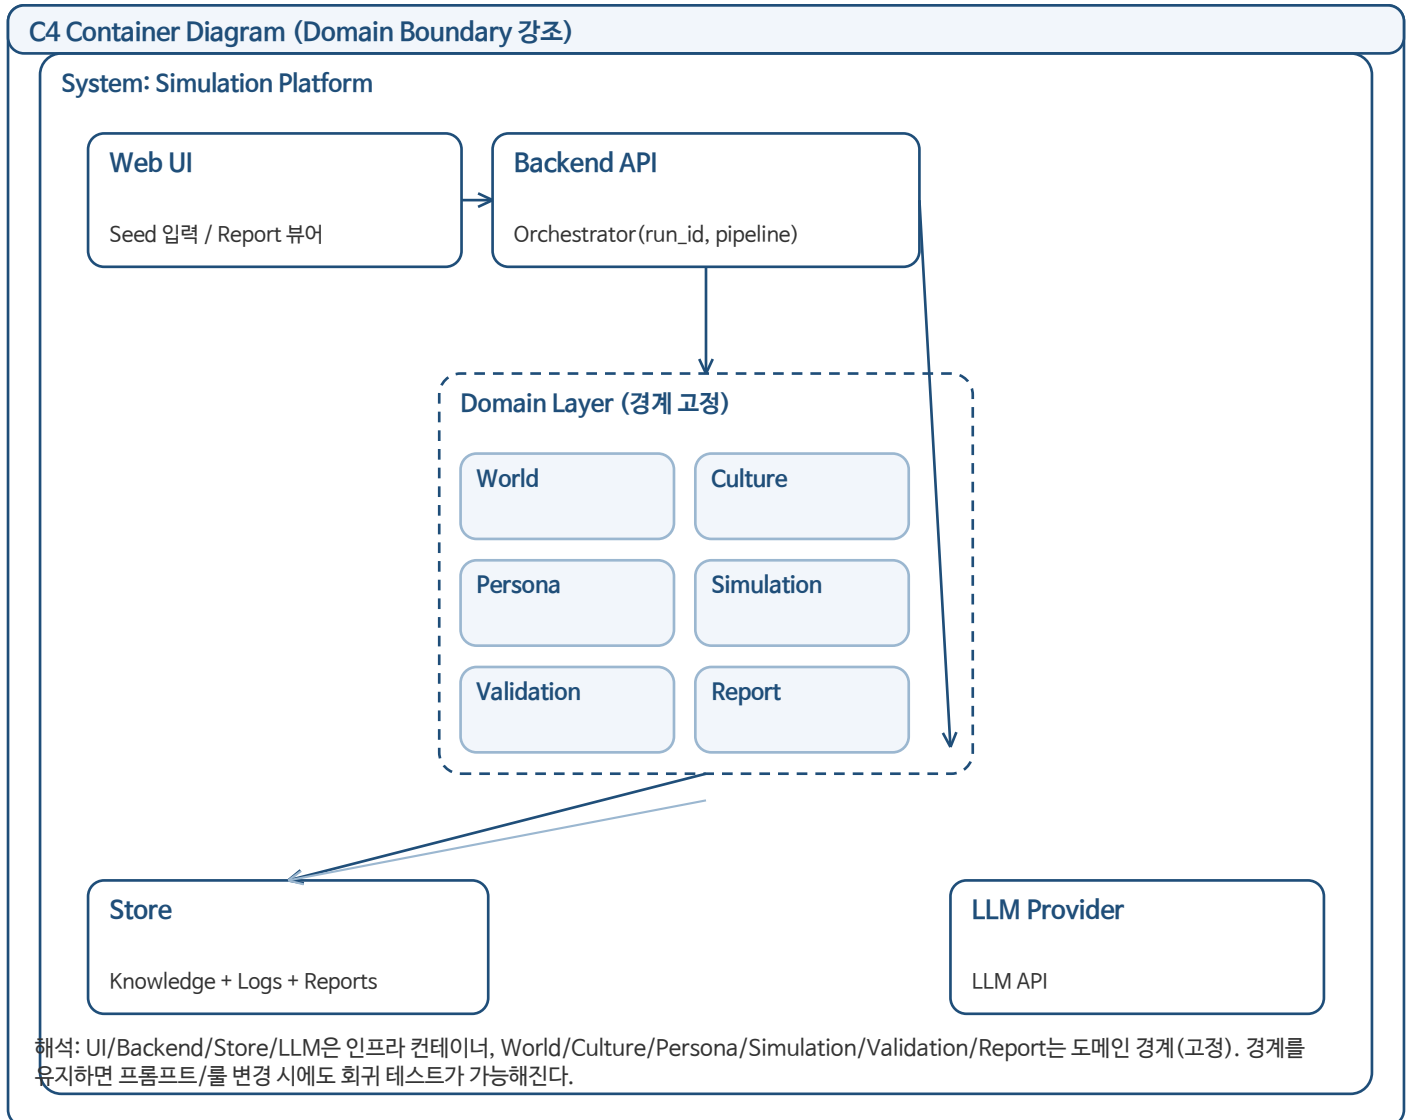 C4 Container Diagram (Domain Boundary 강조)
System: Simulation Platform
Web UI
Seed 입력 / Report 뷰어
Backend API
Orchestrator(run_id, pipeline)
Domain Layer (경계 고정)
World
Culture
Persona
Simulation
Validation
Report
Store
Knowledge + Logs + Reports
LLM Provider
LLM API
해석: UI/Backend/Store/LLM은 인프라 컨테이너, World/Culture/Persona/Simulation/Validation/Report는 도메인 경계(고정). 경계를
유지하면 프롬프트/룰 변경 시에도 회귀 테스트가 가능해진다.